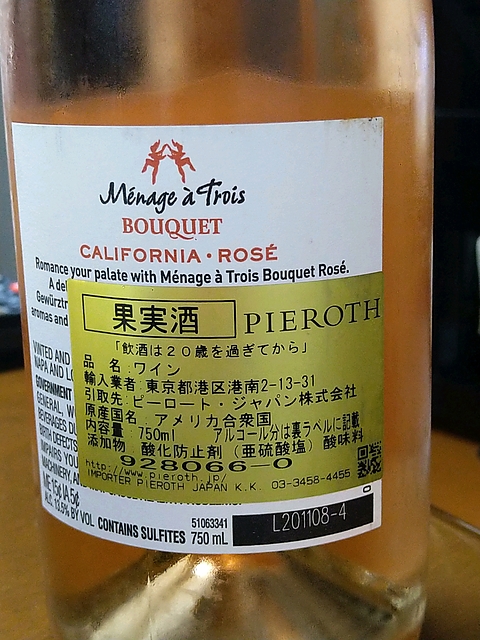 Ménage à Trois
BOUQUET
CALIFORNIA · ROSÉ
Romance your palate with Ménage à Trois Bouquet Rosé.
A del
Gewürztr
aromas and
果実酒 PIEROTH
「飲酒は20歳を過ぎてから」
品 名:ワイン
輸入業者:東京都港区港南2-13-31
引取先:ピーロート・ジャパン株式会社
原産国名: アメリカ合衆国
内容量: 750ml アルコール分は裏ラベルに記載
添加物 酸化防止剤(亜硫酸塩)酸味料
928066-0
http://www.pieroth.jp/
IMPORTER PIEROTH JAPAN K.K. 03-3458-4455
VINTED AND
NAPA AND LO
GOVERNMENT
GENERAL, W
BEVERAGES DU
BIRTH DEFECTS
IMPAIRS YOU
MACHINERY, AN
ME 15¢ IA 5¢
ALC. 13.5% BY VOL CONTAINS SULFITES 750 mL
51063341
L201108-4